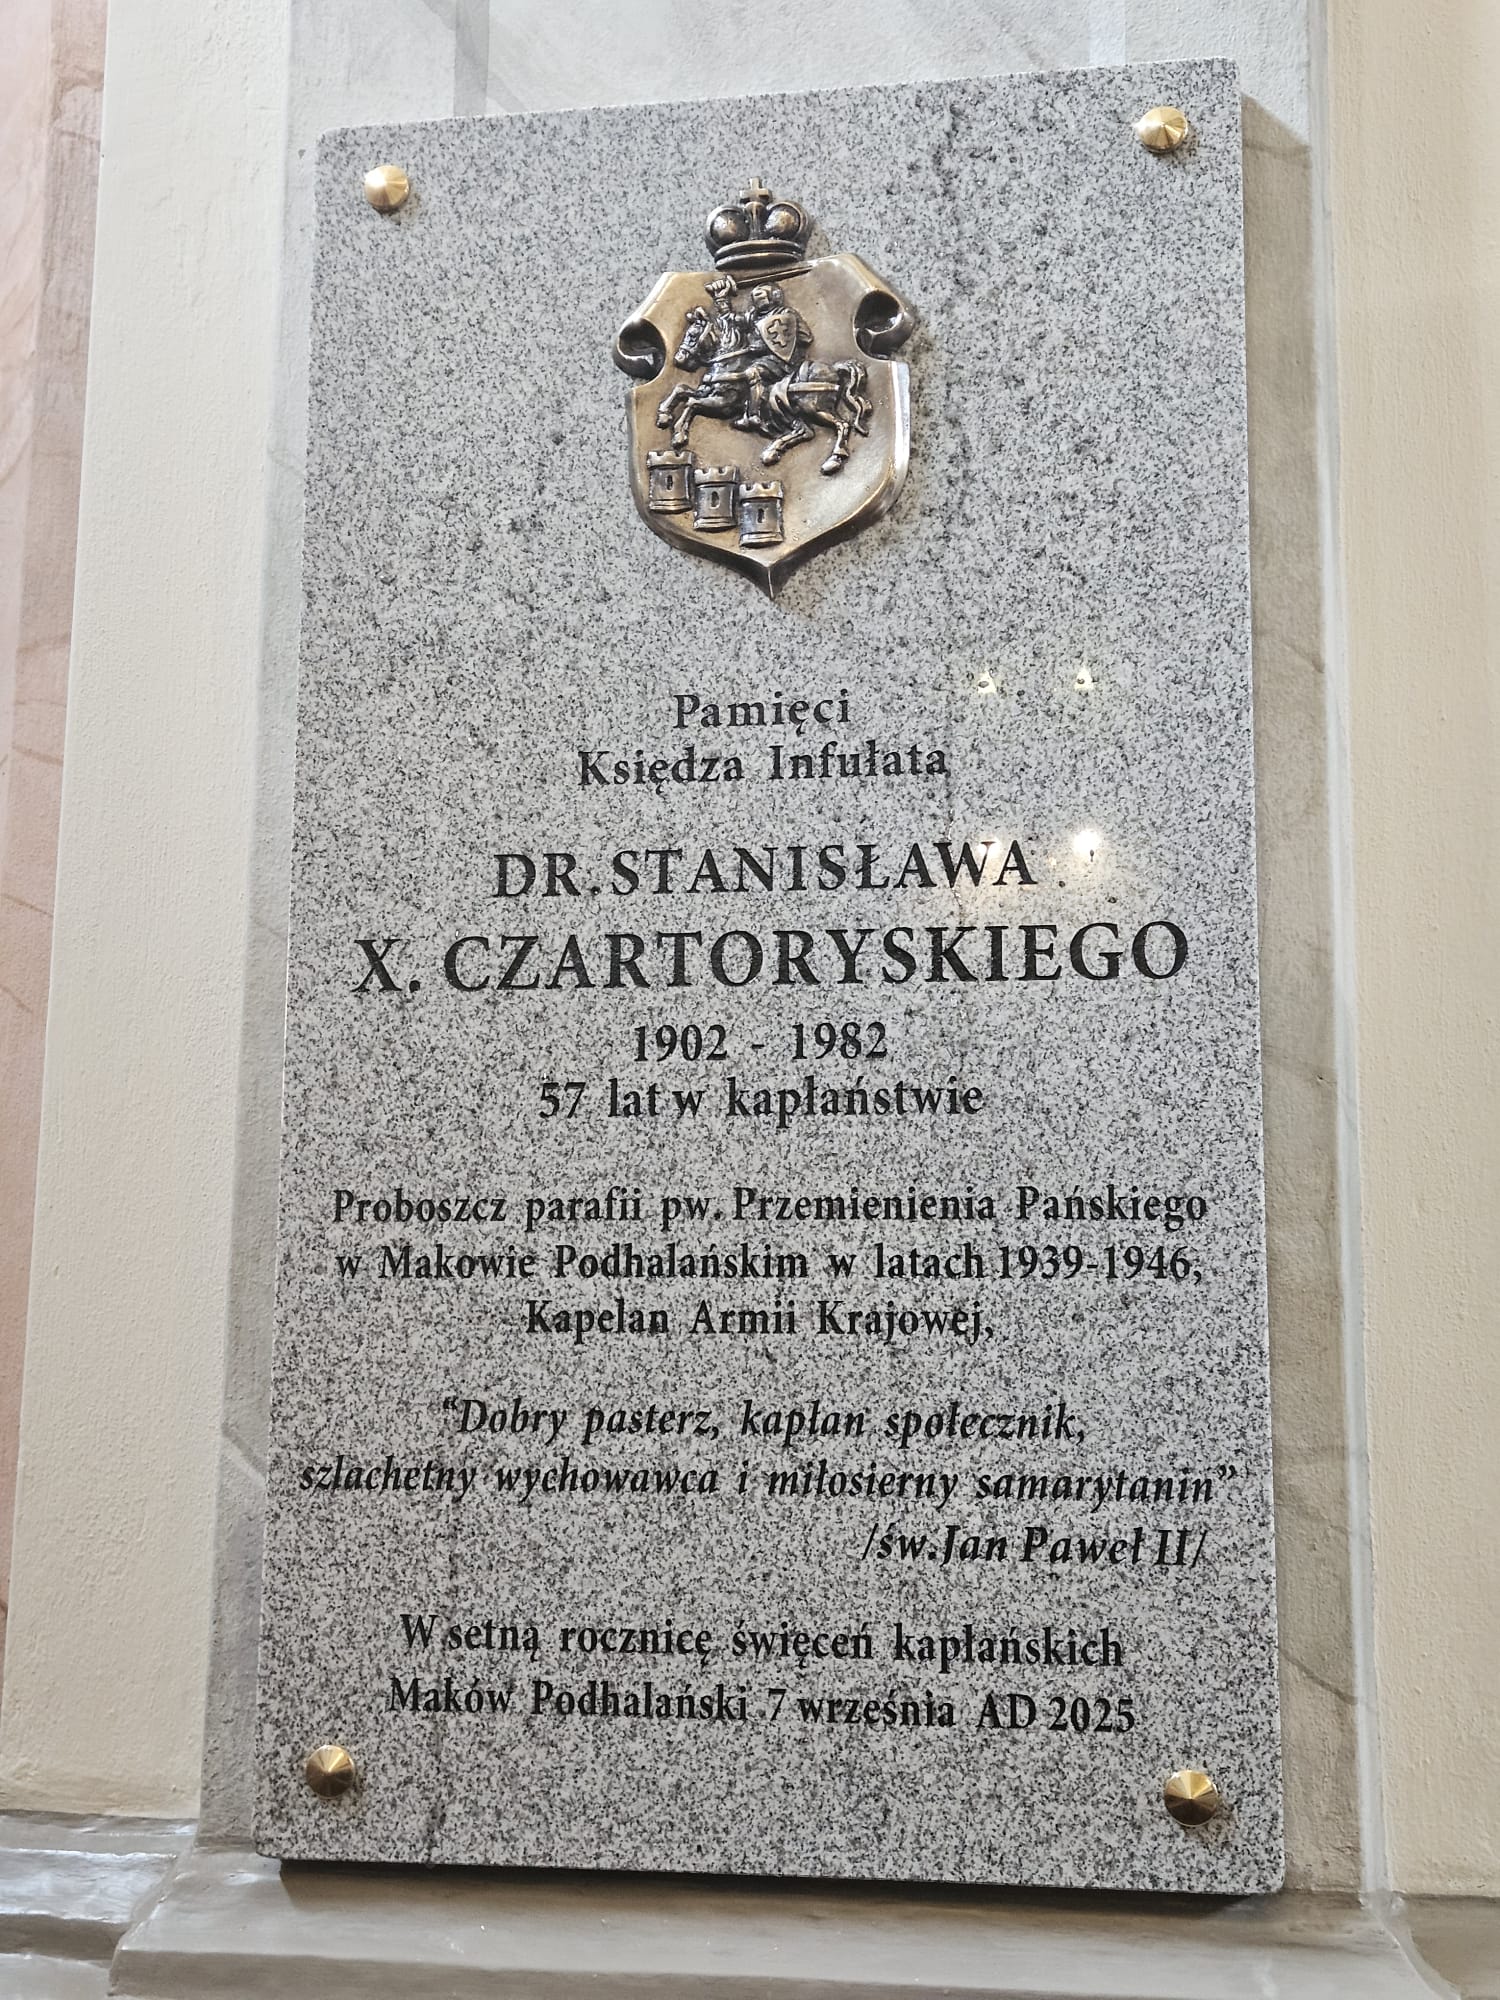 Pamięci
Księdza Infułata
DR. STANISŁAWA
X. CZARTORYSKIEGO
1902 - 1982
57 lat w kapłaństwie
Proboszcz parafii pw. Przemienienia Pańskiego
w Makowie Podhalańskim w latach 1939-1946,
Kapelan Armii Krajowej,
“Dobry pasterz, kapłan społecznik,
szlachetny wychowawca i miłosierny samarytanin”
/św. Jan Paweł II/
W setną rocznicę święceń kapłańskich
Maków Podhalański 7 września AD 2025